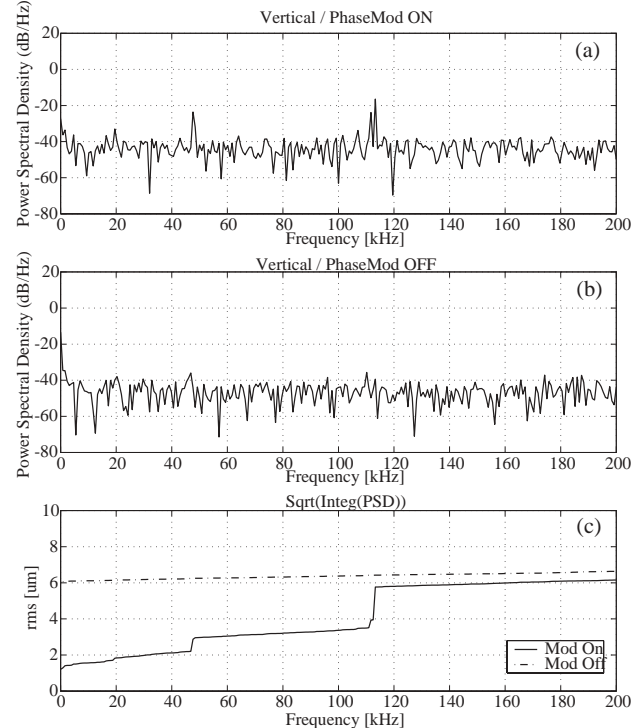 Vertical / PhaseMod ON
Power Spectral Density (dB/Hz)
20
0
-20
-40
-60
-80
(a)
0 20 40 60 80 100 120 140 160 180 200
Frequency [kHz]
Vertical / PhaseMod OFF
Power Spectral Density (dB/Hz)
20
0
-20
-40
-60
-80
(b)
0 20 40 60 80 100 120 140 160 180 200
Frequency [kHz]
Sqrt(Integ(PSD))
rms [um]
10
8
6
4
2
0
(c)
Mod On
Mod Off
0 20 40 60 80 100 120 140 160 180 200
Frequency [kHz]